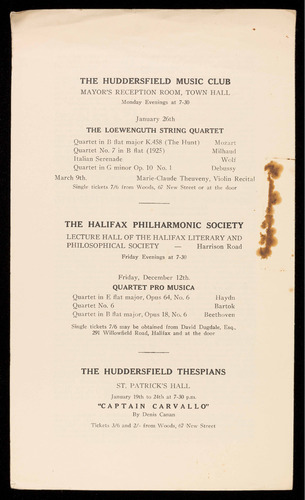 THE HUDDERSFIELD MUSIC CLUB
MAYOR'S RECEPTION ROOM, TOWN HALL
Monday Evenings at 7-30
January 26th
THE LOEWENGUTH STRING QUARTET
Quartet in B flat major K.458 (The Hunt) Mozart
Quartet No. 7 in B flat (1925) Milhaud
Italian Serenade Wolf
Quartet in G minor Op. 10 No. 1 Debussy
March 9th. Marie-Claude Theuveny, Violin Recital
Single tickets 7/6 from Woods, 67 New Street or at the door
THE HALIFAX PHILHARMONIC SOCIETY
LECTURE HALL OF THE HALIFAX LITERARY AND
PHILOSOPHICAL SOCIETY — Harrison Road
Friday Evenings at 7-30
Friday, December 12th.
QUARTET PRO MUSICA
Quartet in E flat major, Opus 64, No. 6 Haydn
Quartet No. 6 Bartok
Quartet in B flat major, Opus 18, No. 6 Beethoven
Single tickets 7/6 may be obtained from David Dugdale, Esq.,
291 Willowfield Road, Halifax and at the door
THE HUDDERSFIELD THESPIANS
ST. PATRICK'S HALL
January 19th to 24th at 7-30 p.m.
"CAPTAIN CARVALLO"
By Denis Canan
Tickets 3/6 and 2/- from Woods, 67 New Street